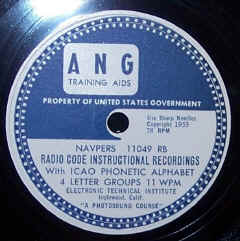 ANG
TRAINING AIDS
PROPERTY OF UNITED STATES GOVERNMENT
Use Sharp Needles
Copyright 1955
78 RPM
NAVPERS 11049 RB
RADIO CODE INSTRUCTIONAL RECORDINGS
With ICAO PHONETIC ALPHABET
4 LETTER GROUPS 11 WPM
ELECTRONIC TECHNICAL INSTITUTE
Inglewood, Calif.
"A PHOTOSOUND COURSE"